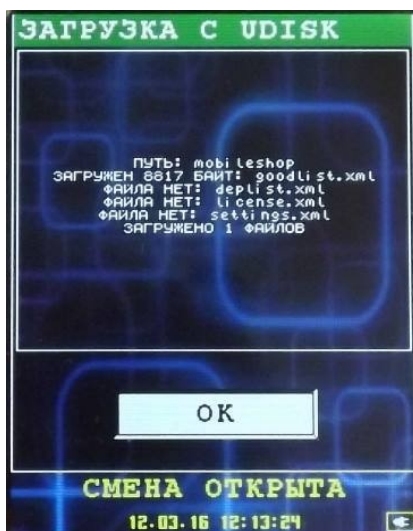 ЗАГРУЗКА С UDISK
ПУТЬ: mobileshop
ЗАГРУЖЕН 8817 БАЙТ: goodlist.xml
ФАЙЛА НЕТ: deplist.xml
ФАЙЛА НЕТ: license.xml
ФАЙЛА НЕТ: settings.xml
ЗАГРУЖЕНО 1 ФАЙЛОВ
OK
СМЕНА ОТКРЫТА
12.03.16 12:13:24